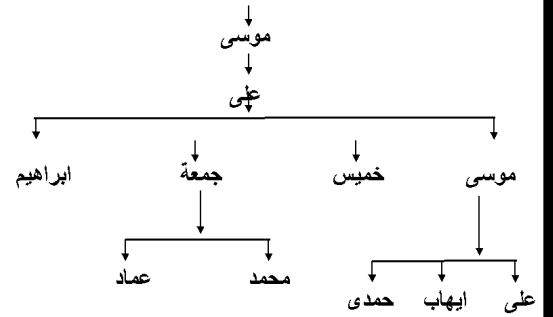 موسى
على
موسى خميس جمعة ابراهيم
على ايهاب حمدى محمد عماد